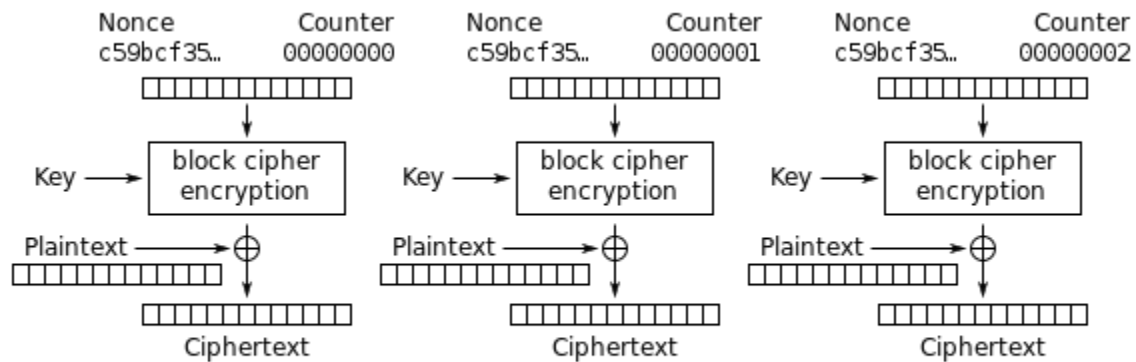 Nonce Counter Nonce Counter Nonce Counter
c59bcf35… 00000000 c59bcf35… 00000001 c59bcf35… 00000002
block cipher block cipher block cipher
Key encryption Key encryption Key encryption
Plaintext Plaintext Plaintext
Ciphertext Ciphertext Ciphertext